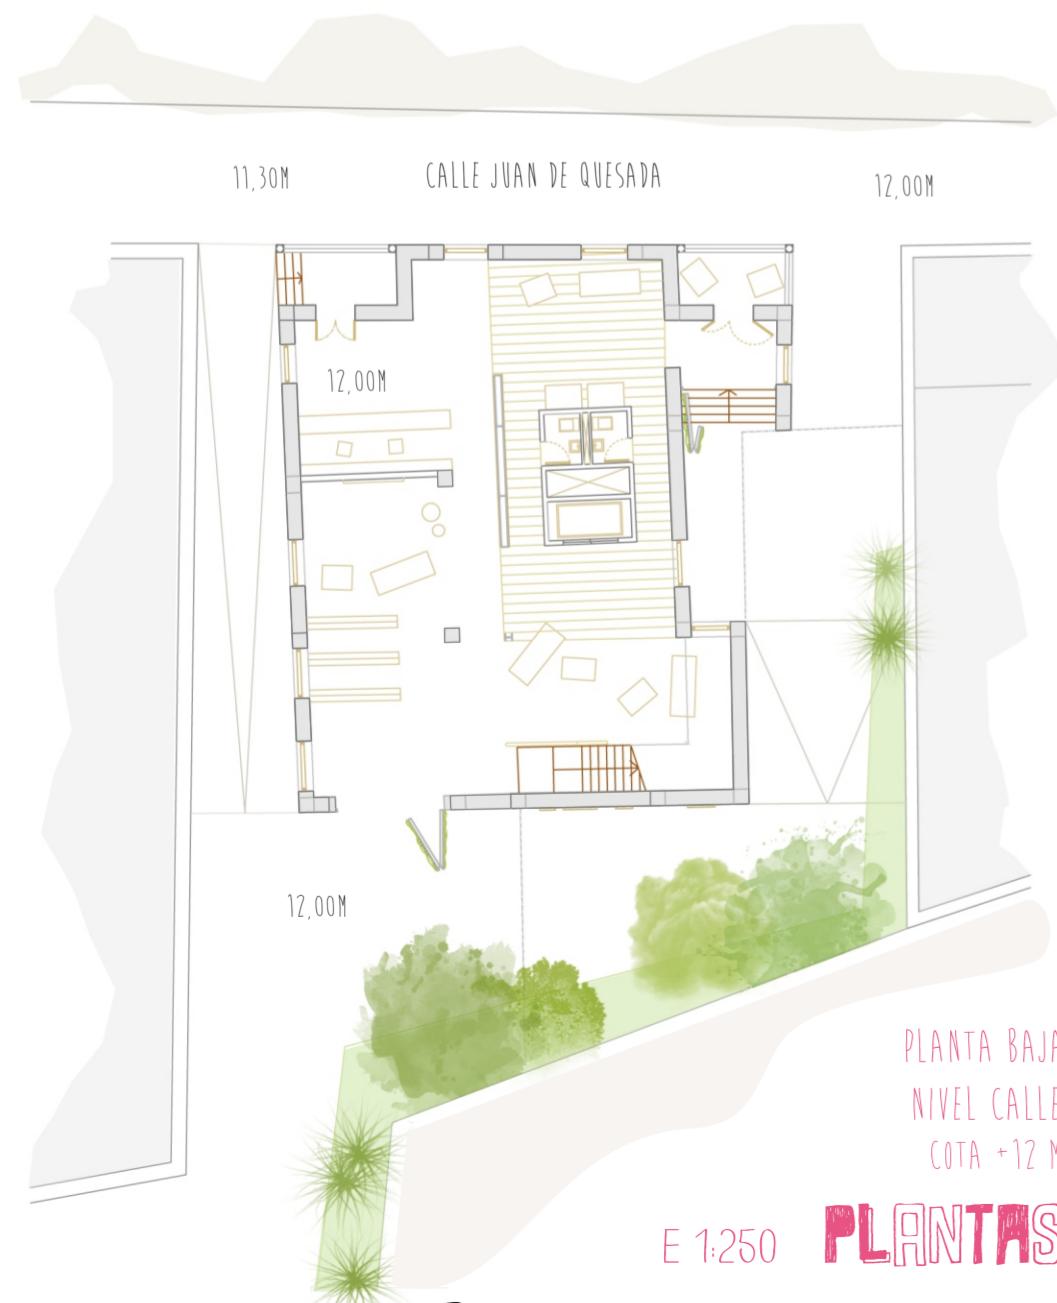 11,30M
CALLE JUAN DE QUESADA
12,00M
12,00M
12,00M
PLANTA BAJA
NIVEL CALLE
COTA +12 M
E 1:250 PLANTAS